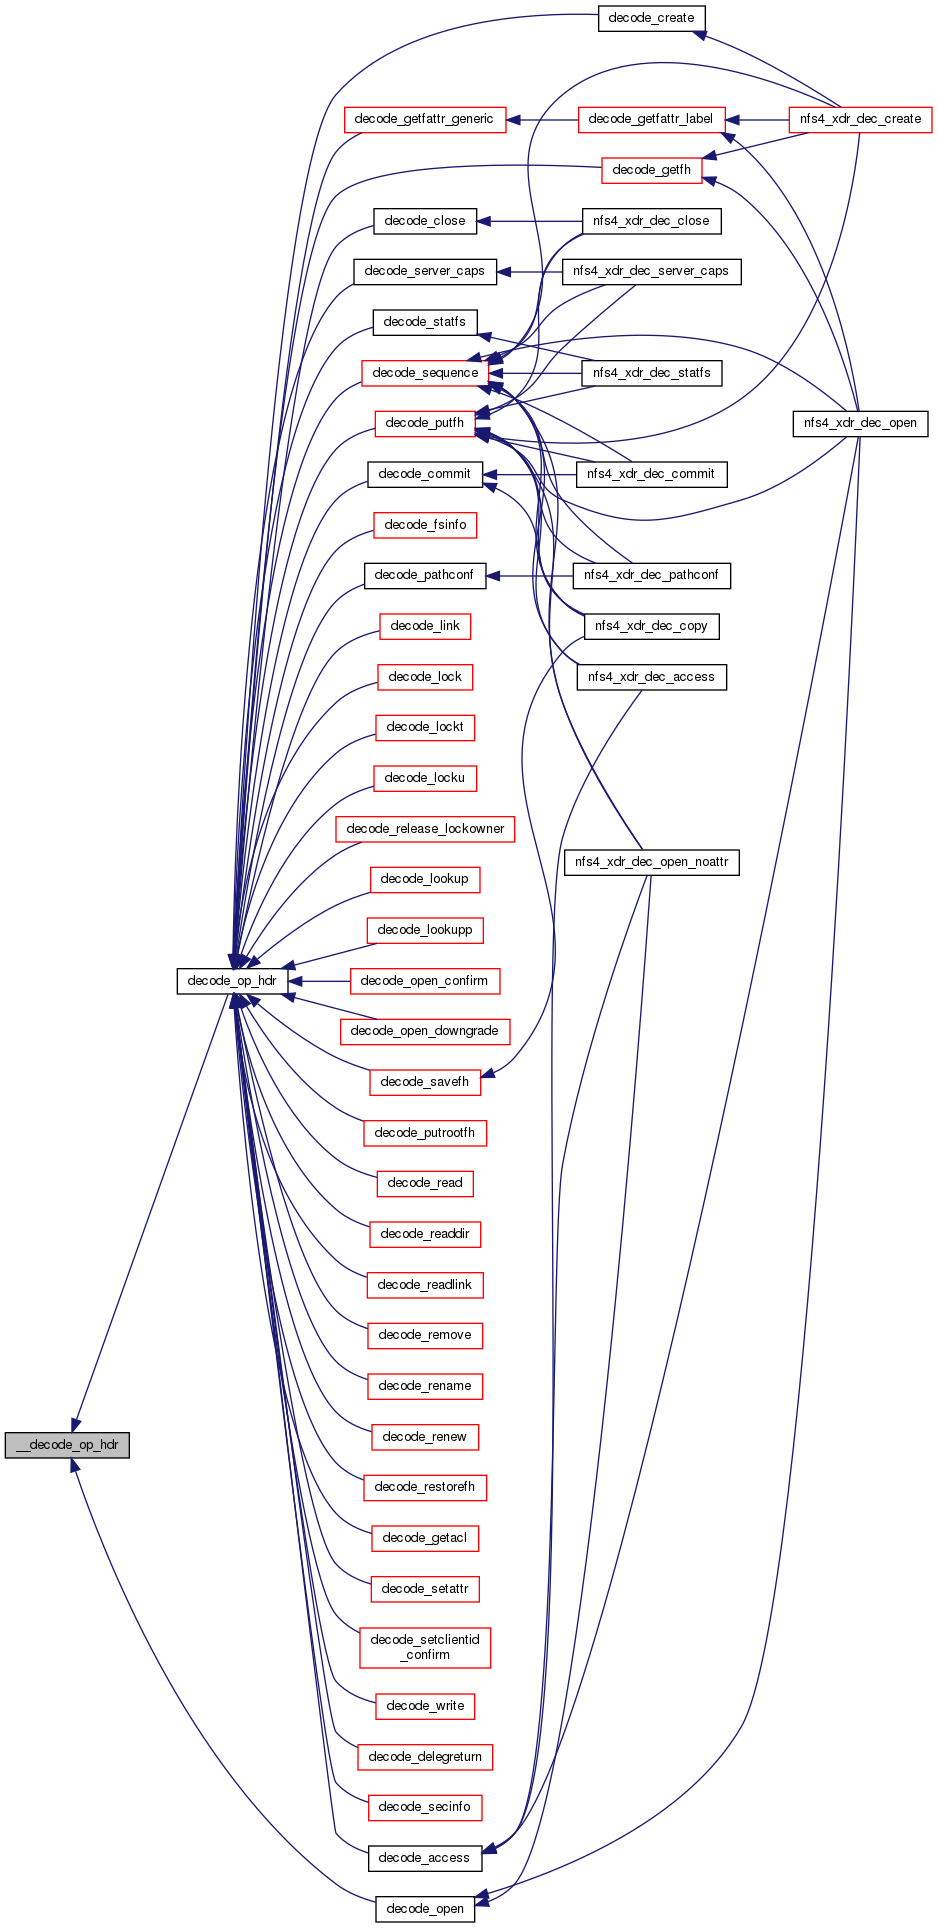 decode_create
decode_getfattr_generic
decode_getfattr_label
nfs4_xdr_dec_create
decode_getfh
decode_close
nfs4_xdr_dec_close
decode_server_caps
nfs4_xdr_dec_server_caps
decode_statfs
decode_sequence
nfs4_xdr_dec_statfs
decode_putfh
nfs4_xdr_dec_open
decode_commit
nfs4_xdr_dec_commit
decode_fsinfo
decode_pathconf
nfs4_xdr_dec_pathconf
decode_link
nfs4_xdr_dec_copy
decode_lock
nfs4_xdr_dec_access
decode_lockt
decode_locku
decode_release_lockowner
nfs4_xdr_dec_open_noattr
decode_lookup
decode_lookupp
decode_op_hdr
decode_open_confirm
decode_open_downgrade
decode_savefh
decode_putrootfh
decode_read
decode_readdir
decode_readlink
decode_remove
decode_rename
decode_renew
__decode_op_hdr
decode_restorefh
decode_getacl
decode_setattr
decode_setclientid
_confirm
decode_write
decode_delegreturn
decode_secinfo
decode_access
decode_open